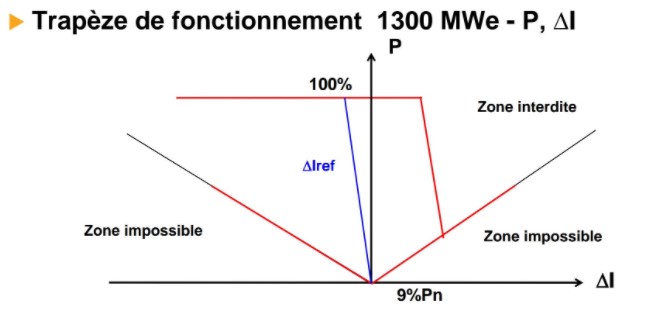 Trapèze de fonctionnement 1300 MWe - P, ΔI
P
100%
Zone interdite
ΔIref
Zone impossible
Zone impossible
ΔI
9%Pn